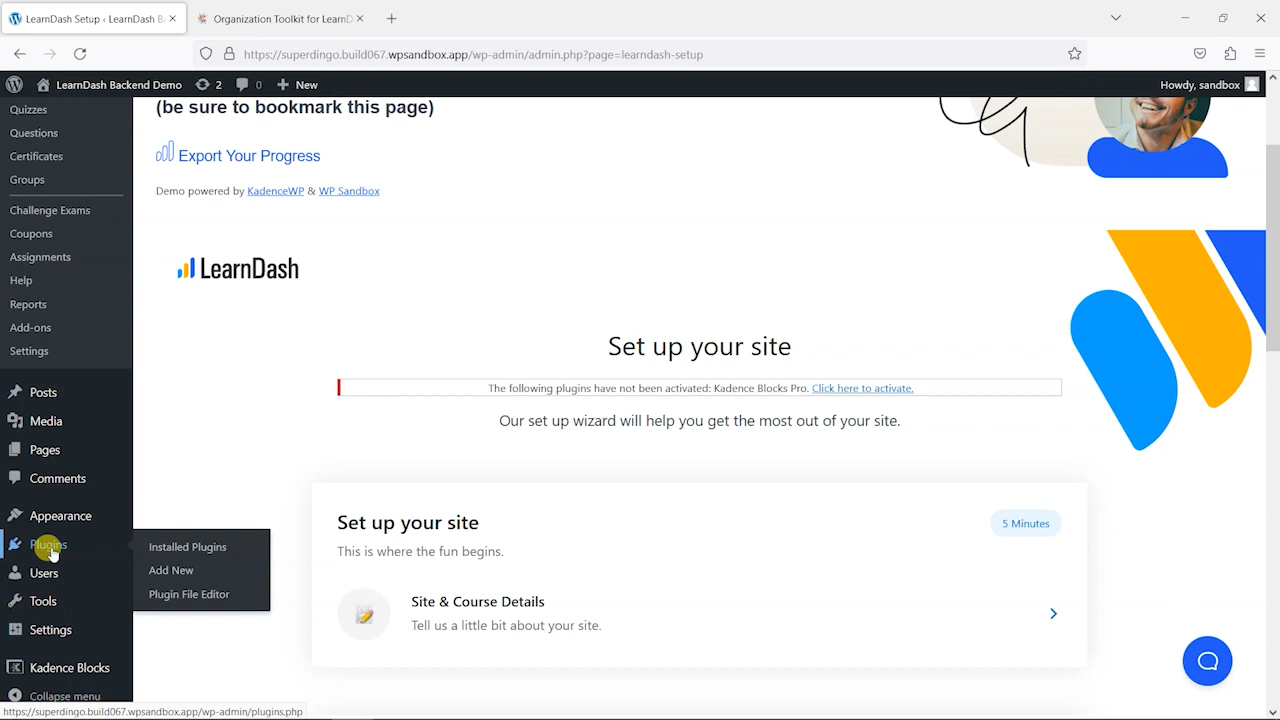 LearnDash Setup ‹ LearnDash B
Organization Toolkit for LearnD
https://superdingo.build067.wpsandbox.app/wp-admin/admin.php?page=learndash-setup
LearnDash Backend Demo
2
0
New
Howdy, sandbox
Quizzes
Questions
Certificates
Groups
Challenge Exams
Coupons
Assignments
Help
Reports
Add-ons
Settings
Posts
Media
Pages
Comments
Appearance
Plugins
Users
Tools
Settings
Kadence Blocks
Collapse menu
Installed Plugins
Add New
Plugin File Editor
(be sure to bookmark this page)
Export Your Progress
Demo powered by KadenceWP & WP Sandbox
LearnDash
Set up your site
The following plugins have not been activated: Kadence Blocks Pro. Click here to activate.
Our set up wizard will help you get the most out of your site.
Set up your site
5 Minutes
This is where the fun begins.
Site & Course Details
Tell us a little bit about your site.
https://superdingo.build067.wpsandbox.app/wp-admin/plugins.php